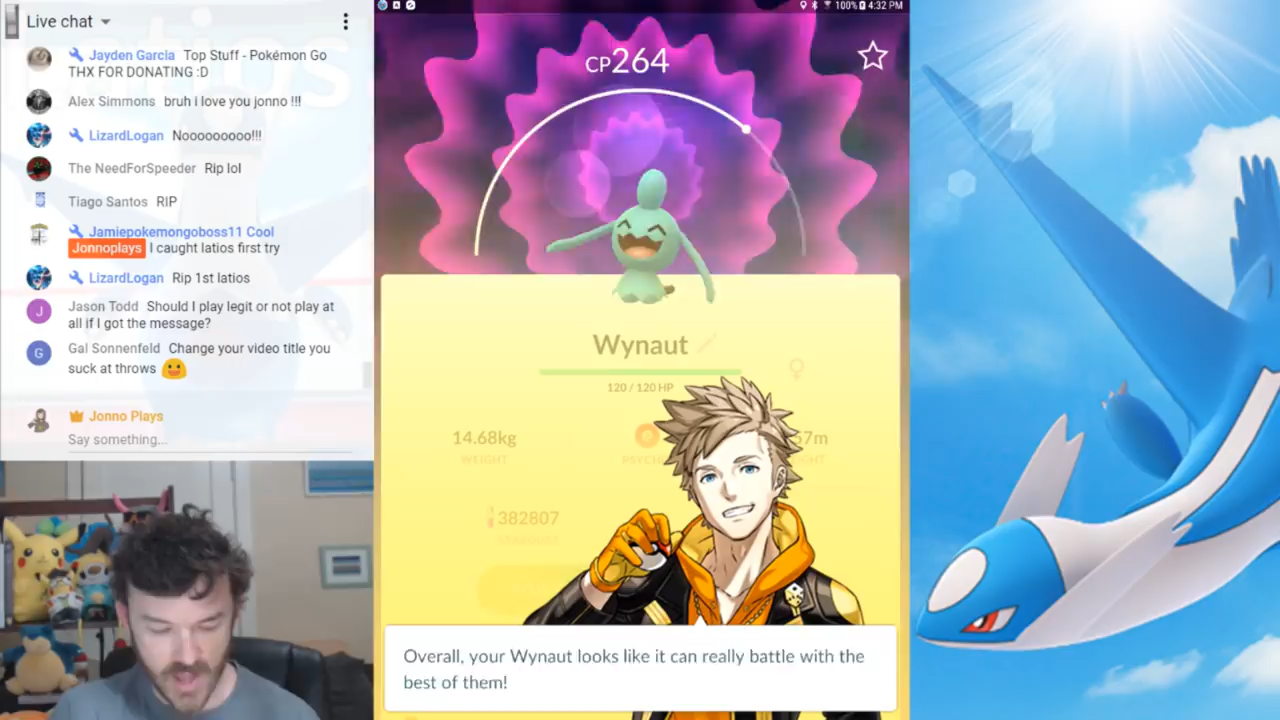 Live chat
Jayden Garcia Top Stuff - Pokémon Go
THX FOR DONATING :D
Alex Simmons bruh i love you jonno !!!
LizardLogan Nooooooooo!!!
The NeedForSpeeder Rip lol
Tiago Santos RIP
Jamiepokemongoboss11 Cool
Jonnoplays I caught latios first try
LizardLogan Rip 1st latios
Jason Todd Should I play legit or not play at
all if I got the message?
Gal Sonnenfeld Change your video title you
suck at throws
Jonno Plays
Say something...
100% 4:32 PM
CP264
Wynaut
120 / 120 HP
14.68kg
WEIGHT
382807
Overall, your Wynaut looks like it can really battle with the
best of them!